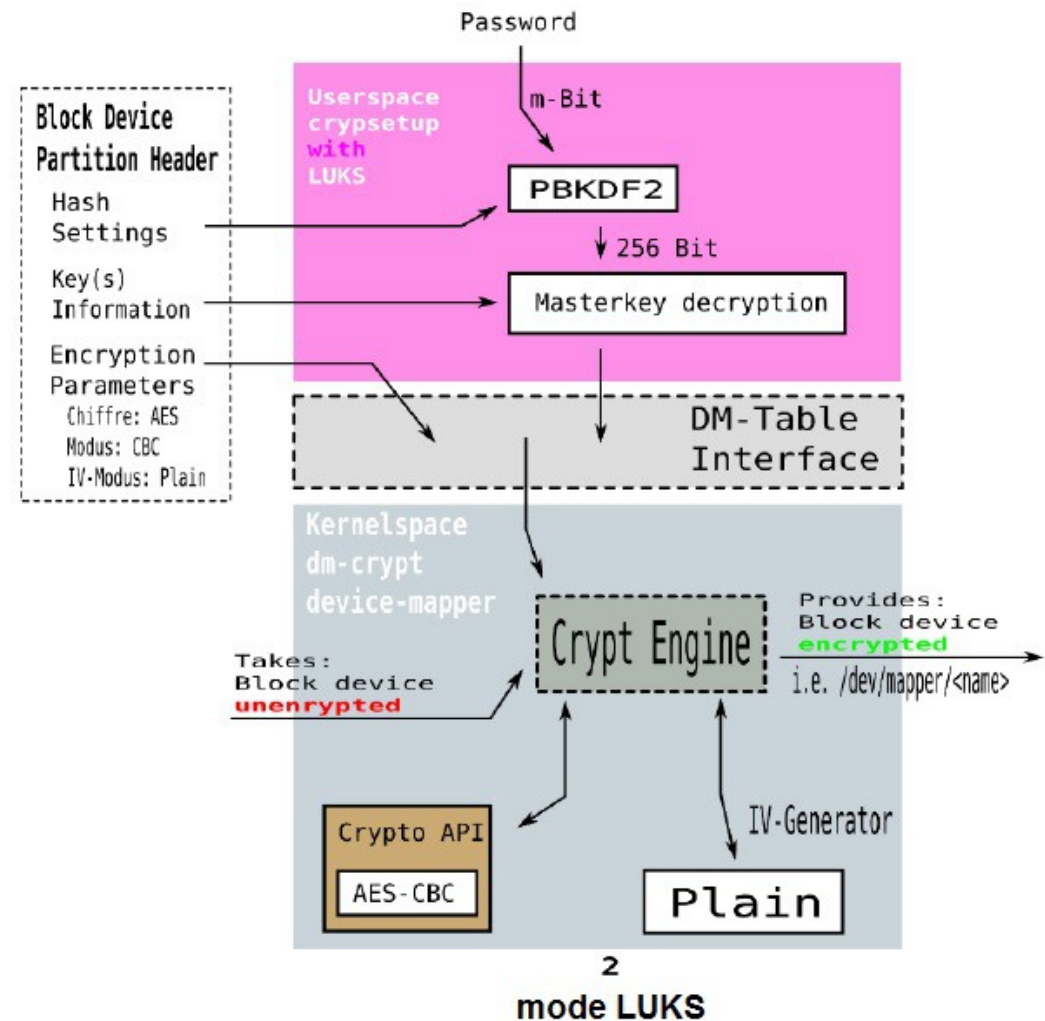 Password
Block Device
Partition Header
Hash
Settings
Key(s)
Information
Encryption
Parameters
Chiffre: AES
Modus: CBC
IV-Modus: Plain
Userspace
crypsetup
with
LUKS
m-Bit
PBKDF2
256 Bit
Masterkey decryption
DM-Table
Interface
Kernelspace
dm-crypt
device-mapper
Crypt Engine
Takes:
Block device
unenrypted
Provides:
Block device
encrypted
i.e. /dev/mapper/<name>
Crypto API
AES-CBC
IV-Generator
Plain
2
mode LUKS